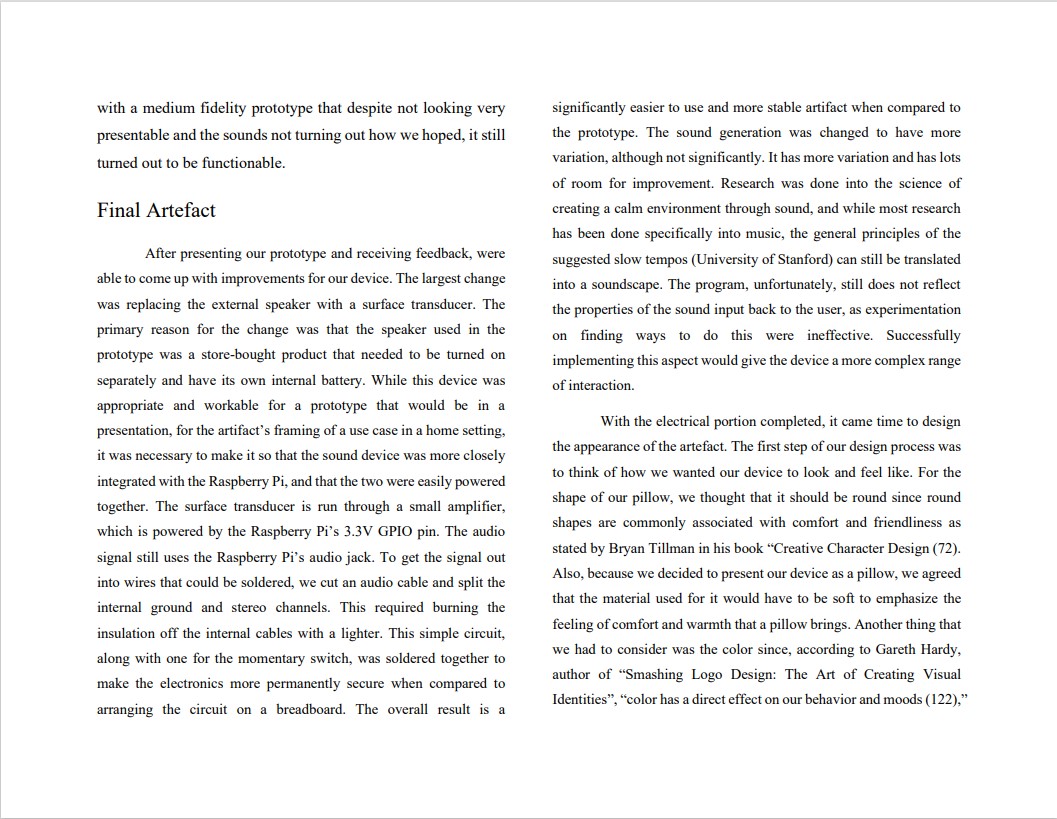 with a medium fidelity prototype that despite not looking very
presentable and the sounds not turning out how we hoped, it still
turned out to be functionable.
Final Artefact
After presenting our prototype and receiving feedback, were
able to come up with improvements for our device. The largest change
was replacing the external speaker with a surface transducer. The
primary reason for the change was that the speaker used in the
prototype was a store-bought product that needed to be turned on
separately and have its own internal battery. While this device was
appropriate and workable for a prototype that would be in a
presentation, for the artifact’s framing of a use case in a home setting,
it was necessary to make it so that the sound device was more closely
integrated with the Raspberry Pi, and that the two were easily powered
together. The surface transducer is run through a small amplifier,
which is powered by the Raspberry Pi’s 3.3V GPIO pin. The audio
signal still uses the Raspberry Pi’s audio jack. To get the signal out
into wires that could be soldered, we cut an audio cable and split the
internal ground and stereo channels. This required burning the
insulation off the internal cables with a lighter. This simple circuit,
along with one for the momentary switch, was soldered together to
make the electronics more permanently secure when compared to
arranging the circuit on a breadboard. The overall result is a
significantly easier to use and more stable artifact when compared to
the prototype. The sound generation was changed to have more
variation, although not significantly. It has more variation and has lots
of room for improvement. Research was done into the science of
creating a calm environment through sound, and while most research
has been done specifically into music, the general principles of the
suggested slow tempos (University of Stanford) can still be translated
into a soundscape. The program, unfortunately, still does not reflect
the properties of the sound input back to the user, as experimentation
on finding ways to do this were ineffective. Successfully
implementing this aspect would give the device a more complex range
of interaction.
With the electrical portion completed, it came time to design
the appearance of the artefact. The first step of our design process was
to think of how we wanted our device to look and feel like. For the
shape of our pillow, we thought that it should be round since round
shapes are commonly associated with comfort and friendliness as
stated by Bryan Tillman in his book “Creative Character Design (72).
Also, because we decided to present our device as a pillow, we agreed
that the material used for it would have to be soft to emphasize the
feeling of comfort and warmth that a pillow brings. Another thing that
we had to consider was the color since, according to Gareth Hardy,
author of “Smashing Logo Design: The Art of Creating Visual
Identities”, “color has a direct effect on our behavior and moods (122),”